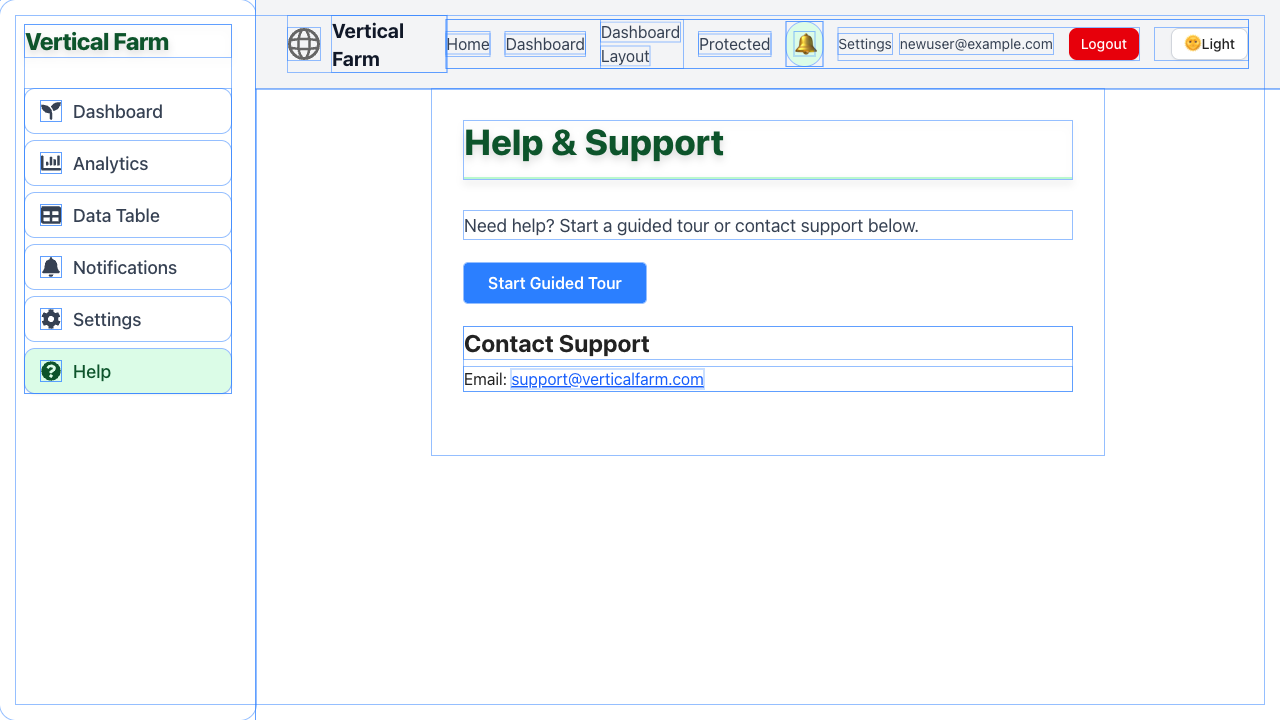 Vertical Farm
Dashboard
Analytics
Data Table
Notifications
Settings
Help
Vertical
Farm
Home
Dashboard
Dashboard
Layout
Protected
Settings
newuser@example.com
Logout
Light
Help & Support
Need help? Start a guided tour or contact support below.
Start Guided Tour
Contact Support
Email: support@verticalfarm.com